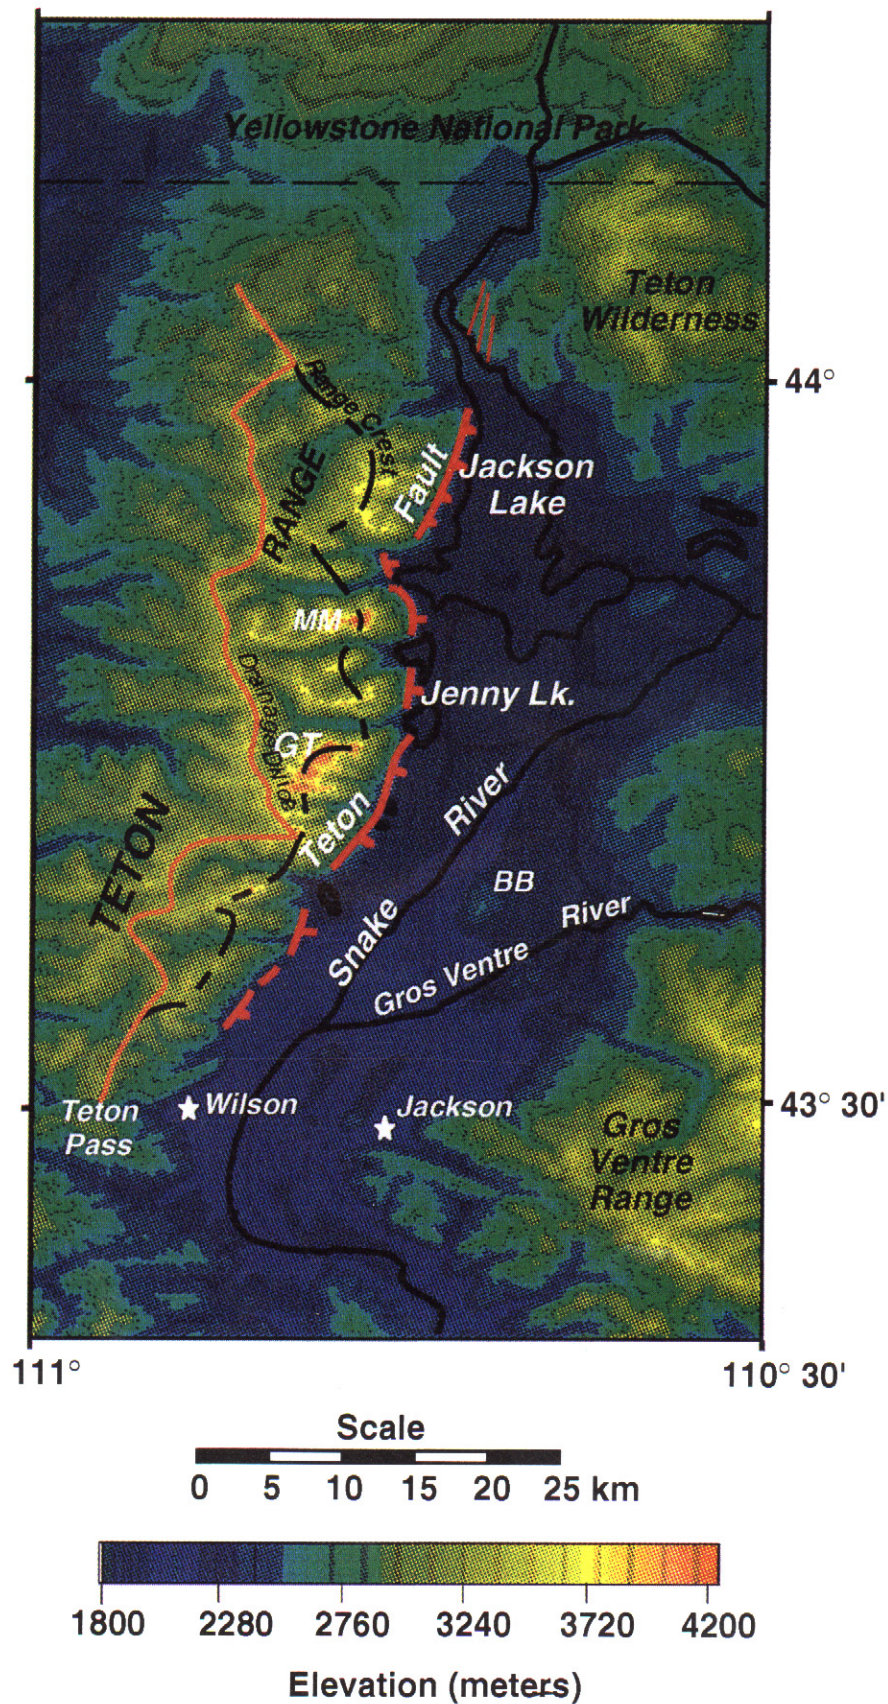 Yellowstone National Park
Teton
Wilderness
44°
Range Crest
RANGE
Fault
Jackson
Lake
MM
Drainage Divide
Jenny Lk.
GT
TETON
Teton
River
BB
Snake
River
Gros Ventre
Teton
Pass
Wilson
Jackson
43° 30'
Gros
Ventre
Range
111°
110° 30'
Scale
0 5 10 15 20 25 km
1800 2280 2760 3240 3720 4200
Elevation (meters)